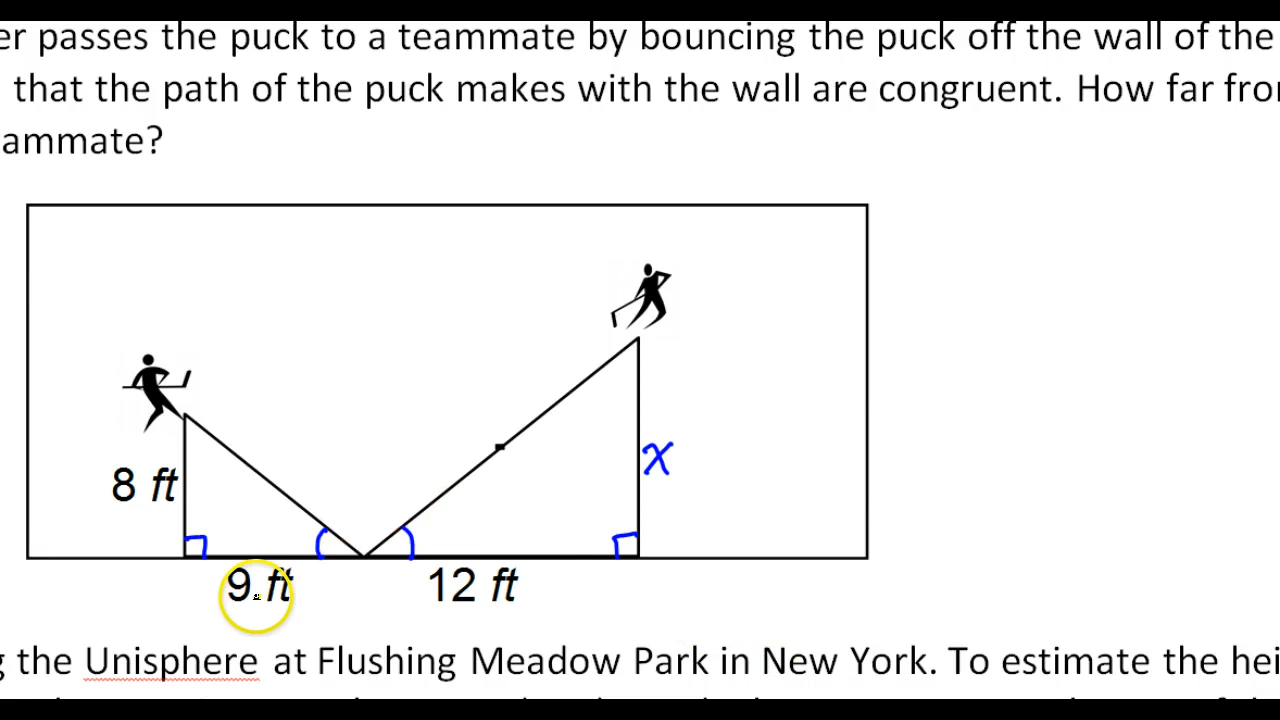 er passes the puck to a teammate by bouncing the puck off the wall of the
that the path of the puck makes with the wall are congruent. How far from
eammate?
8 ft
x
9 ft
12 ft
g the Unisphere at Flushing Meadow Park in New York. To estimate the hei